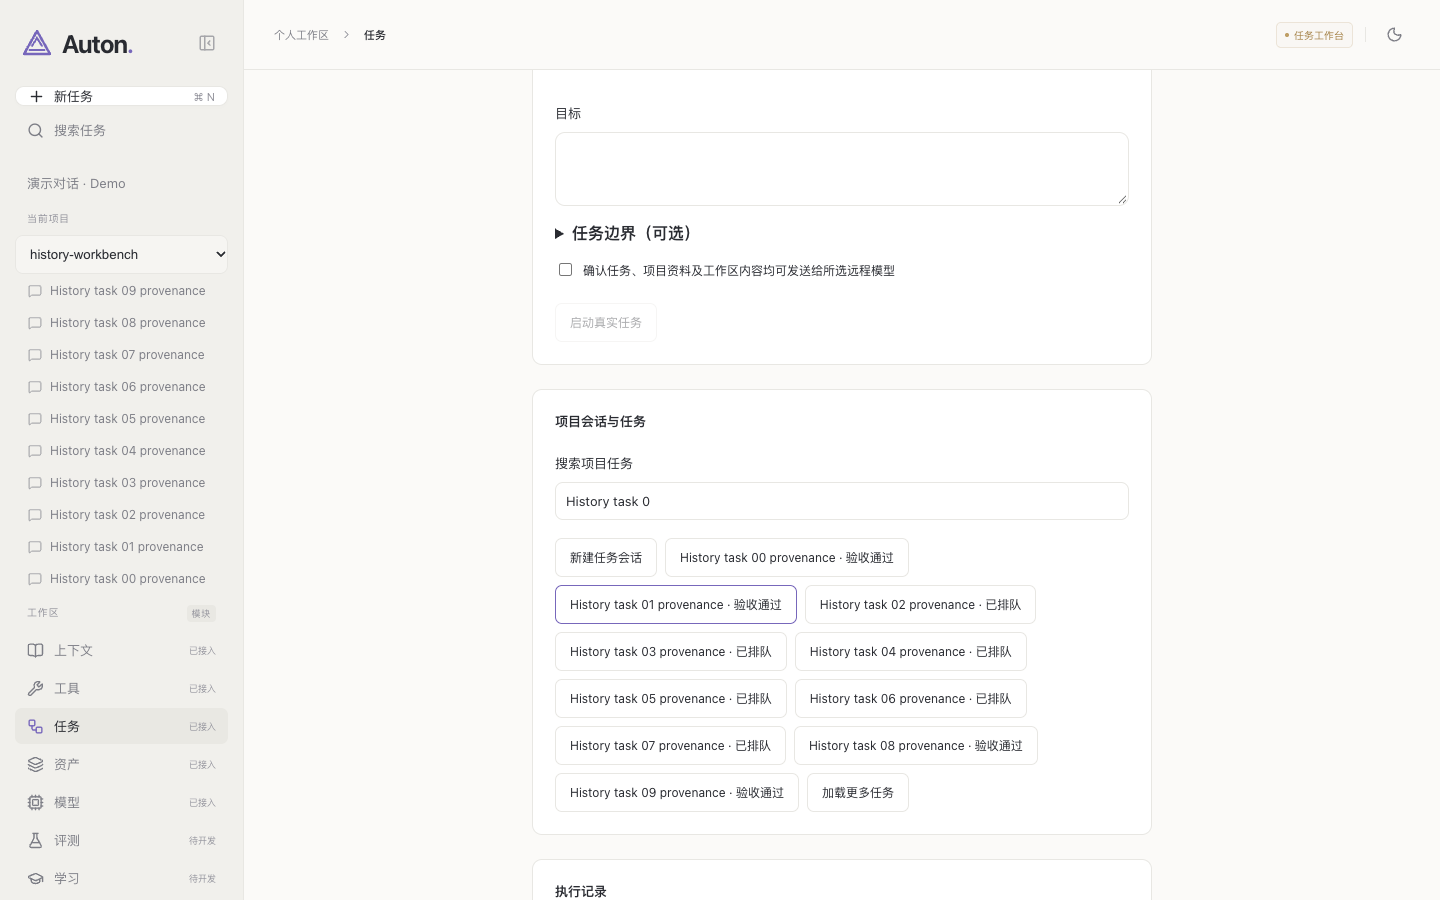 Auton.
新任务 ⌘ N
搜索任务
演示对话 · Demo
当前项目
history-workbench
History task 09 provenance
History task 08 provenance
History task 07 provenance
History task 06 provenance
History task 05 provenance
History task 04 provenance
History task 03 provenance
History task 02 provenance
History task 01 provenance
History task 00 provenance
工作区 模块
上下文 已接入
工具 已接入
任务 已接入
资产 已接入
模型 已接入
评测 待开发
学习 待开发
个人工作区 任务
任务工作台
目标
任务边界（可选）
确认任务、项目资料及工作区内容均可发送给所选远程模型
启动真实任务
项目会话与任务
搜索项目任务
History task 0
新建任务会话 History task 00 provenance · 验收通过
History task 01 provenance · 验收通过 History task 02 provenance · 已排队
History task 03 provenance · 已排队 History task 04 provenance · 已排队
History task 05 provenance · 已排队 History task 06 provenance · 已排队
History task 07 provenance · 已排队 History task 08 provenance · 验收通过
History task 09 provenance · 验收通过 加载更多任务
执行记录